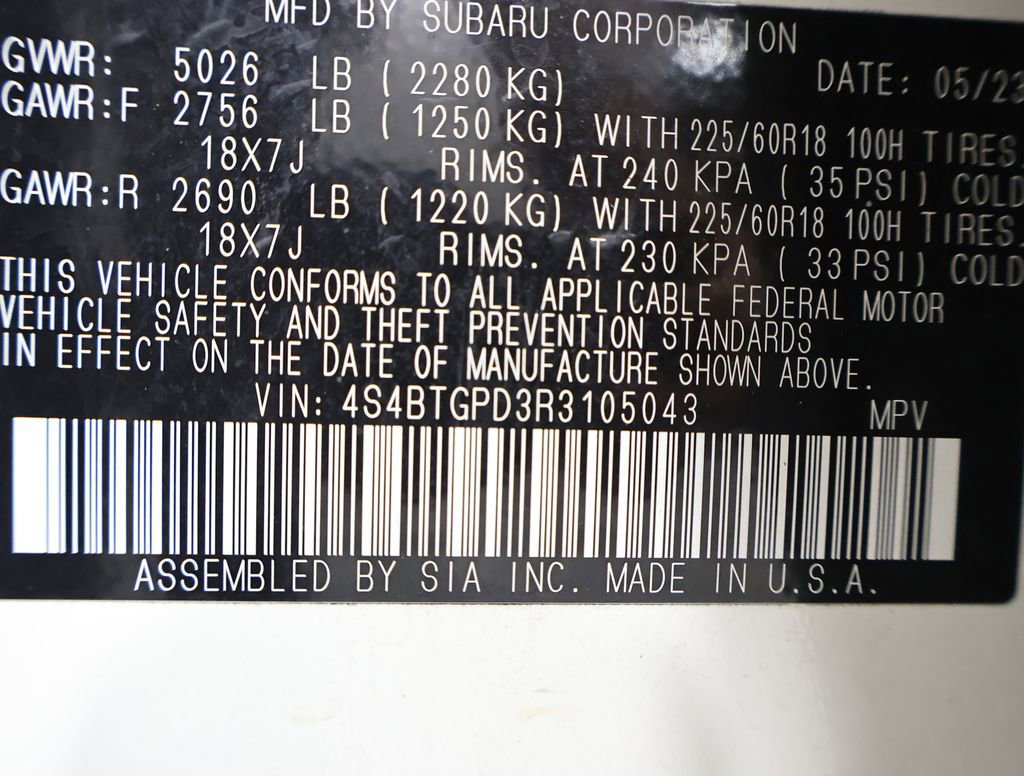 MFD BY SUBARU CORPORATION
GVWR: 5026 LB ( 2280 KG) DATE: 05/23
GAWR:F 2756 LB ( 1250 KG) WITH 225/60R18 100H TIRES.
18X7J RIMS. AT 240 KPA ( 35 PSI) COLD
GAWR:R 2690 LB ( 1220 KG) WITH 225/60R18 100H TIRES.
18X7J RIMS. AT 230 KPA ( 33 PSI) COLD
THIS VEHICLE CONFORMS TO ALL APPLICABLE FEDERAL MOTOR
VEHICLE SAFETY AND THEFT PREVENTION STANDARDS
IN EFFECT ON THE DATE OF MANUFACTURE SHOWN ABOVE.
VIN: 4S4BTGPD3R3105043 MPV
ASSEMBLED BY SIA INC. MADE IN U.S.A.